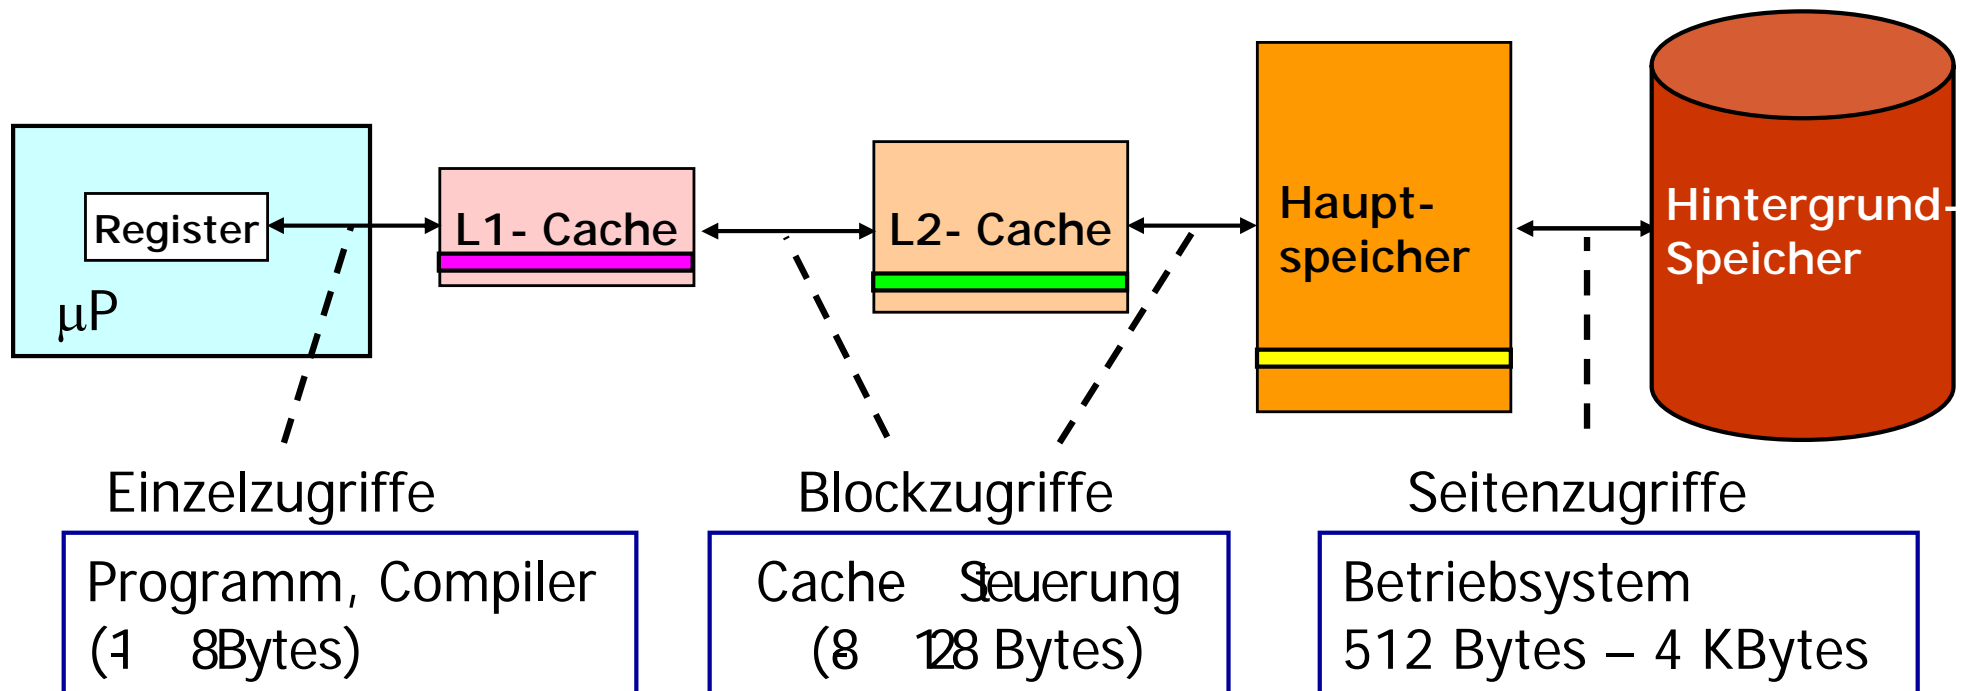 Register
μP
L1- Cache
L2- Cache
Haupt-
speicher
Hintergrund-
Speicher
Einzelzugriffe
Blockzugriffe
Seitenzugriffe
Programm, Compiler
(1- 8Bytes)
Cache- Steuerung
(8- 128 Bytes)
Betriebsystem
512 Bytes – 4 KBytes